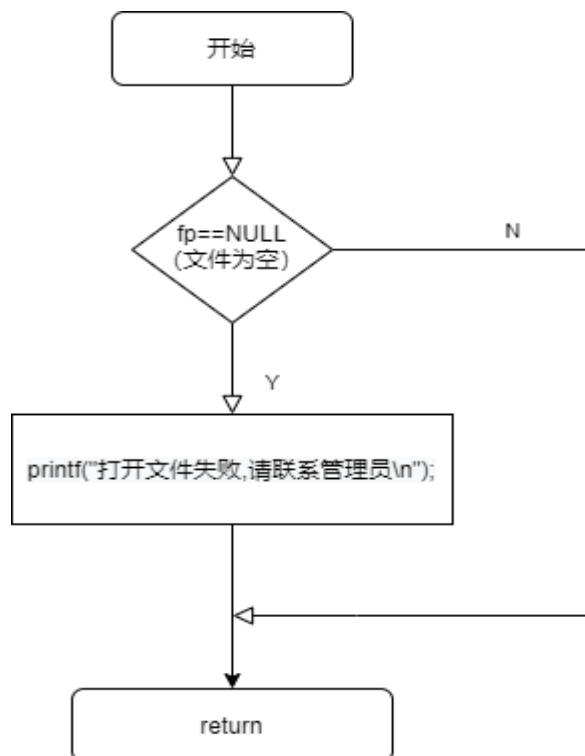 开始
fp==NULL
（文件为空）
N
Y
printf("打开文件失败,请联系管理员\n");
return